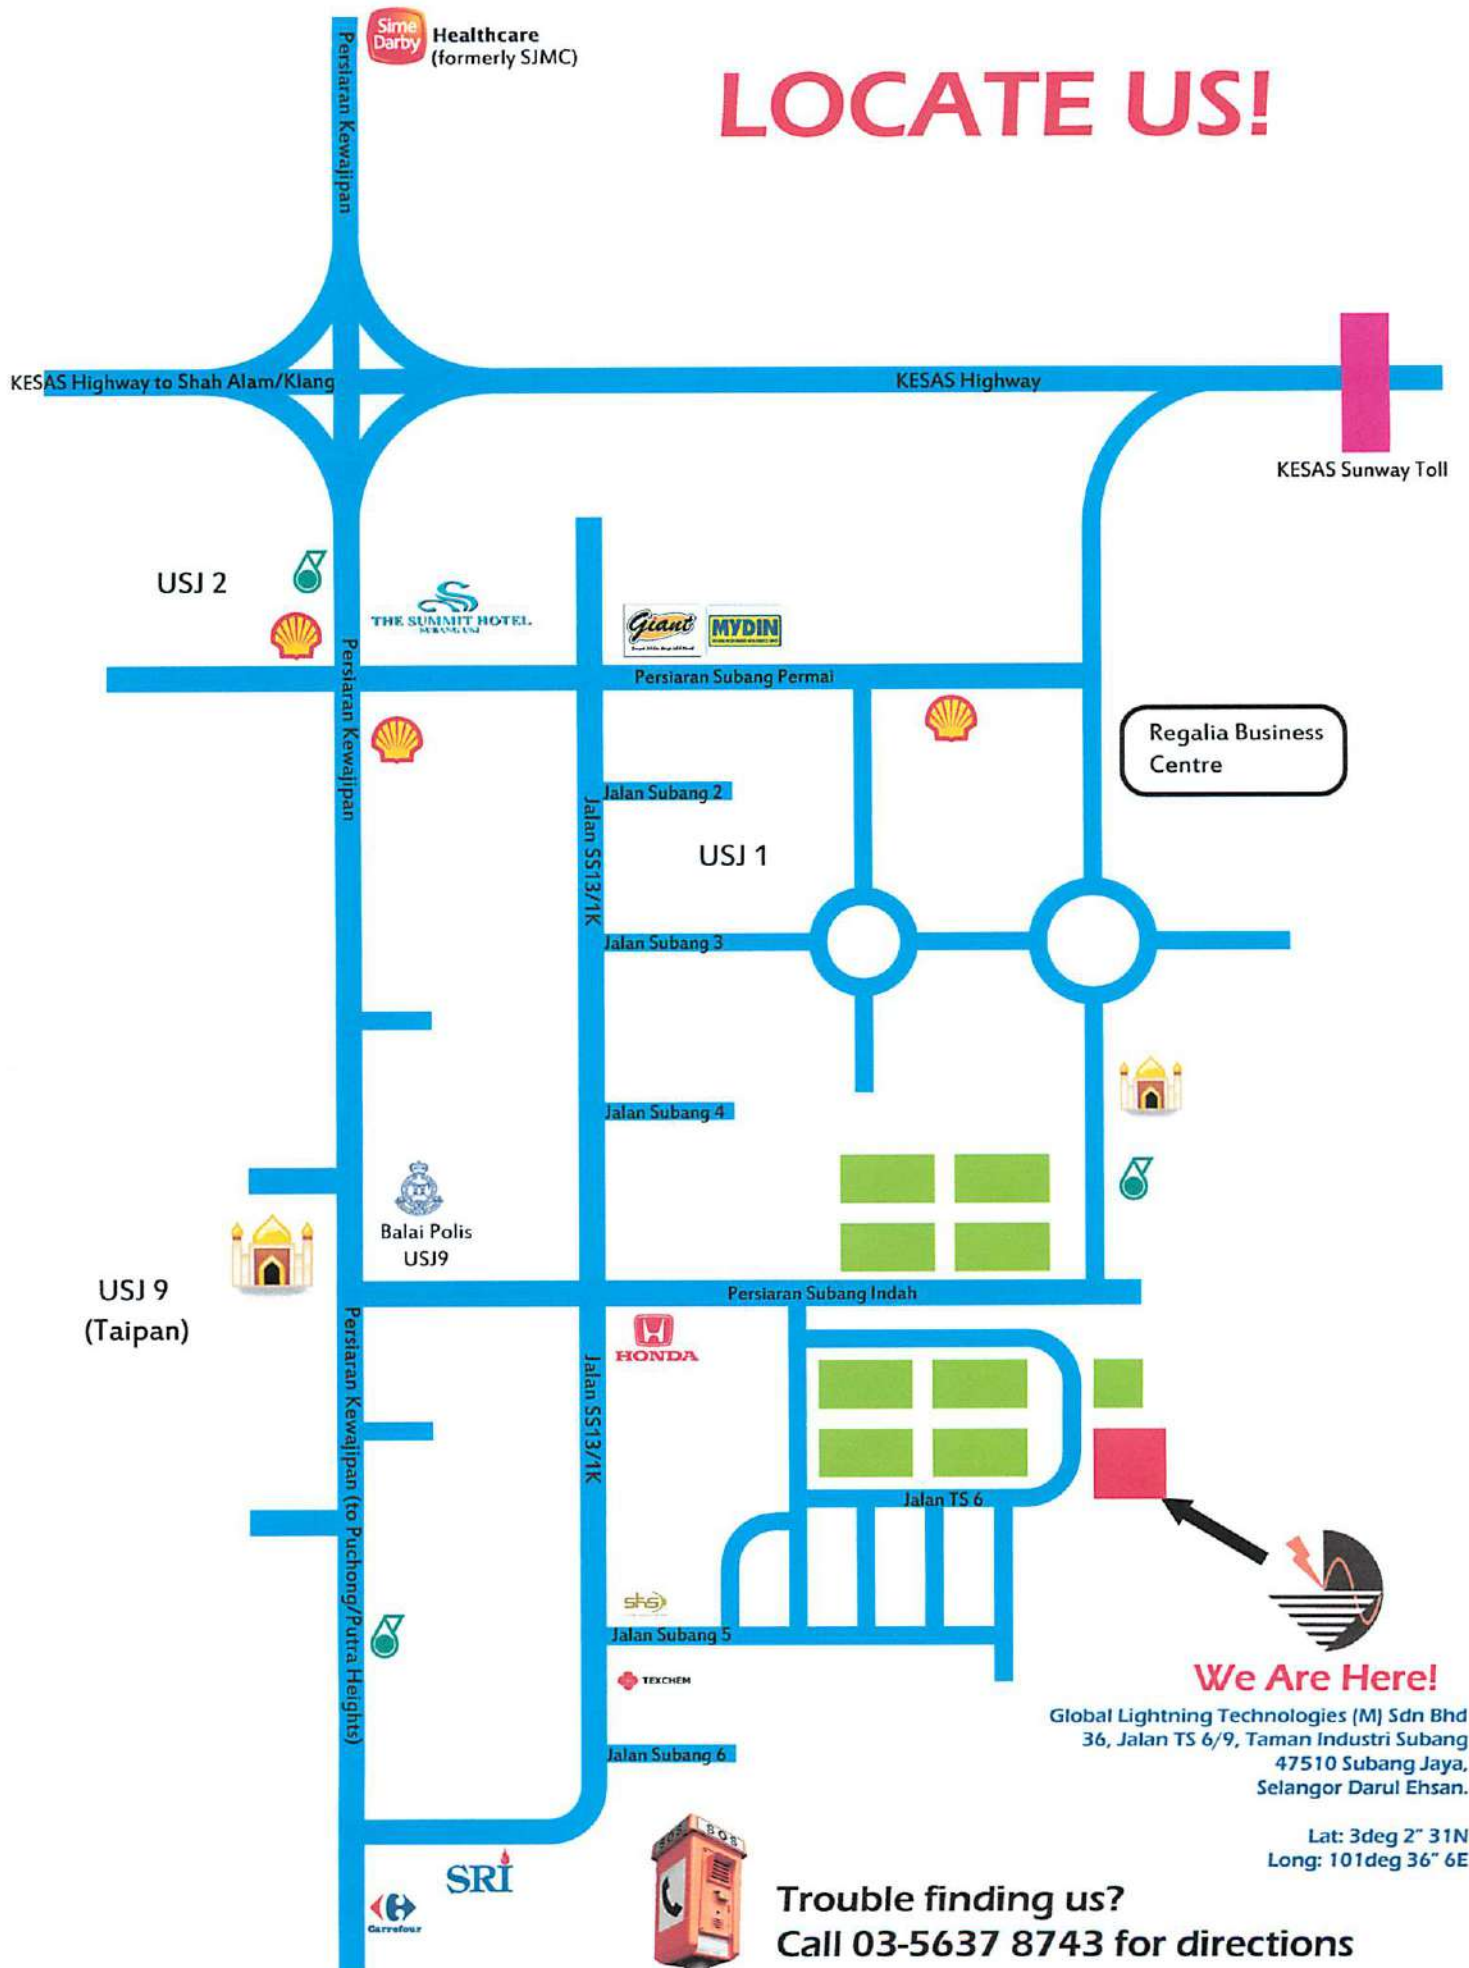 Sime
Darby
Healthcare
(formerly SJMC)
LOCATE US!
Persiaran Kewajipan
KESAS Highway to Shah Alam/Klang
KESAS Highway
KESAS Sunway Toll
USJ 2
THE SUMMIT HOTEL
SUBANG USJ
Giant
MYDIN
Persiaran Subang Permai
Persiaran Kewajipan
Regalia Business
Centre
Jalan Subang 2
Jalan SS13/1K
USJ 1
Jalan Subang 3
Jalan Subang 4
Balai Polis
USJ9
USJ 9
(Taipan)
Persiaran Subang Indah
HONDA
Persiaran Kewajipan (to Puchong/Putra Heights)
Jalan SS13/1K
Jalan TS 6
shs
Jalan Subang 5
TEXCHEM
Jalan Subang 6
We Are Here!
Global Lightning Technologies (M) Sdn Bhd
36, Jalan TS 6/9, Taman Industri Subang
47510 Subang Jaya,
Selangor Darul Ehsan.
Lat: 3deg 2" 31N
Long: 101deg 36" 6E
SRI
Carrefour
SOS
SOS
Trouble finding us?
Call 03-5637 8743 for directions